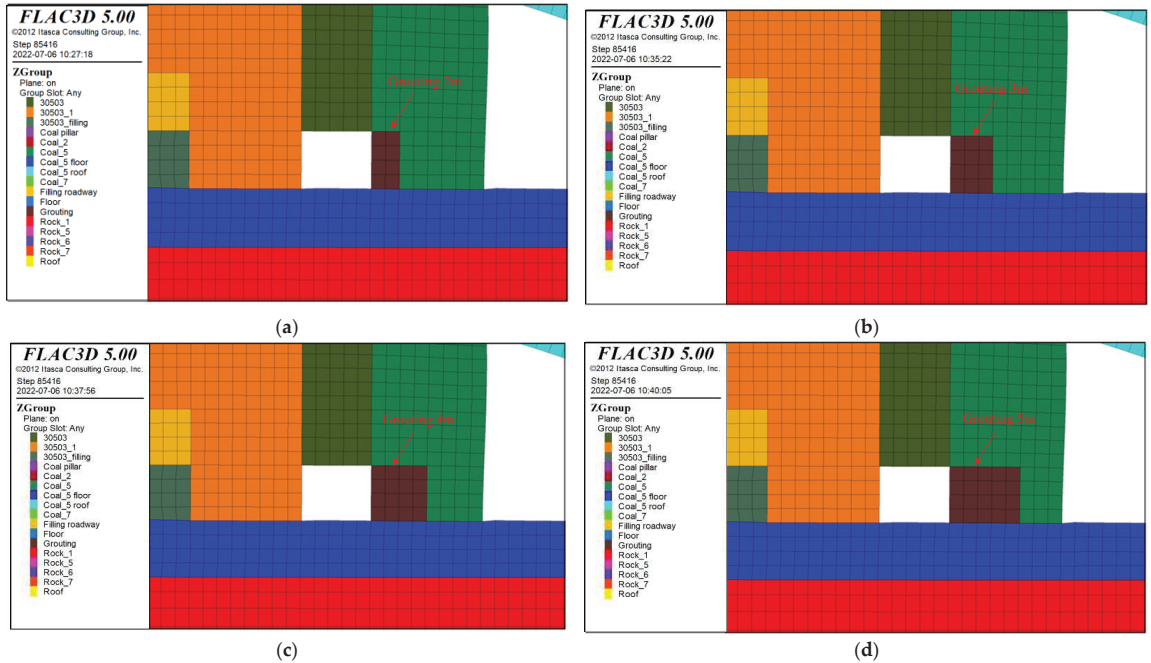 FLAC3D 5.00
©2012 Itasca Consulting Group, Inc.
Step 85416
2022-07-06 10:27:18
ZGroup
Plane: on
Group Slot: Any
30503
30503_1
30503_filling
Coal pillar
Coal_2
Coal_5
Coal_5 floor
Coal_5 roof
Coal_7
Filling roadway
Floor
Grouting
Rock_1
Rock_5
Rock_6
Rock_7
Roof
Grouting 2m
(a)
FLAC3D 5.00
©2012 Itasca Consulting Group, Inc.
Step 85416
2022-07-06 10:35:22
ZGroup
Plane: on
Group Slot: Any
30503
30503_1
30503_filling
Coal pillar
Coal_2
Coal_5
Coal_5 floor
Coal_5 roof
Coal_7
Filling roadway
Floor
Grouting
Rock_1
Rock_5
Rock_6
Rock_7
Roof
Grouting 3m
(b)
FLAC3D 5.00
©2012 Itasca Consulting Group, Inc.
Step 85416
2022-07-06 10:37:56
ZGroup
Plane: on
Group Slot: Any
30503
30503_1
30503_filling
Coal pillar
Coal_2
Coal_5
Coal_5 floor
Coal_5 roof
Coal_7
Filling roadway
Floor
Grouting
Rock_1
Rock_5
Rock_6
Rock_7
Roof
Grouting 4m
(c)
FLAC3D 5.00
©2012 Itasca Consulting Group, Inc.
Step 85416
2022-07-06 10:40:05
ZGroup
Plane: on
Group Slot: Any
30503
30503_1
30503_filling
Coal pillar
Coal_2
Coal_5
Coal_5 floor
Coal_5 roof
Coal_7
Filling roadway
Floor
Grouting
Rock_1
Rock_5
Rock_6
Rock_7
Roof
Grouting 5m
(d)